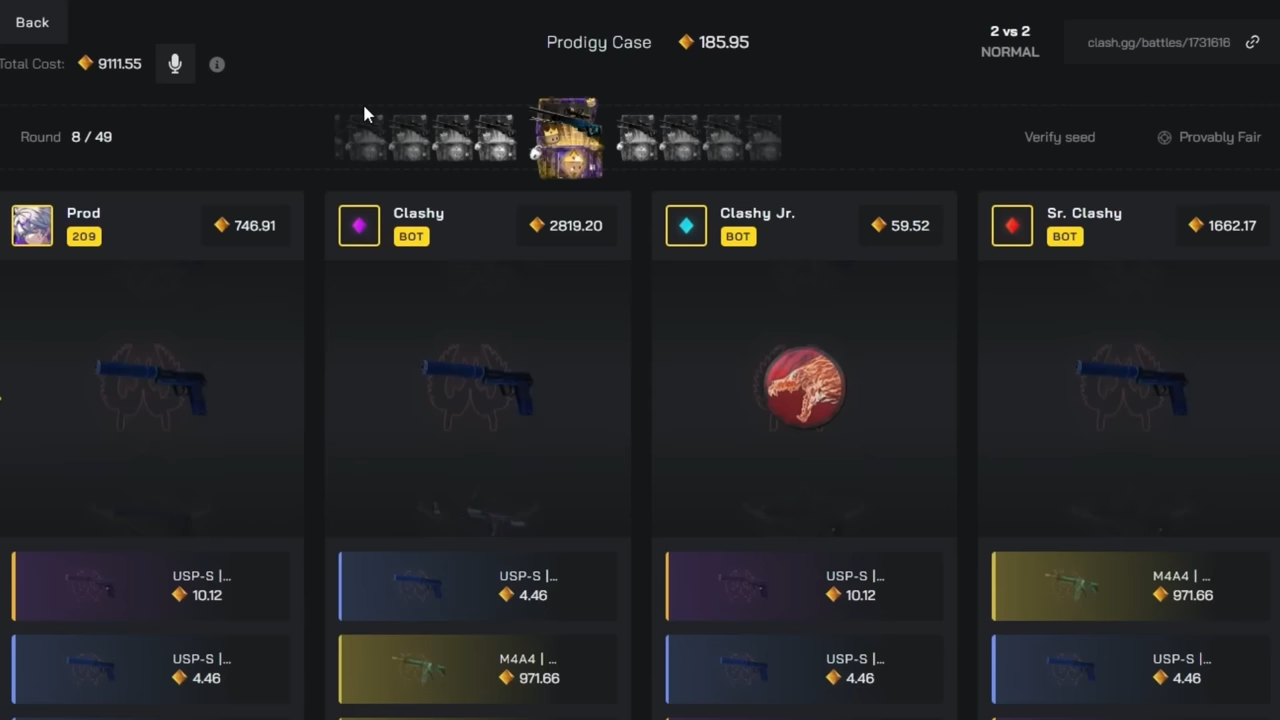 Back
Total Cost: 9111.55
Prodigy Case 185.95
2 vs 2
NORMAL
clash.gg/battles/1731616
Round 8 / 49
Verify seed
Provably Fair
Prod
209
746.91
Clashy
BOT
2819.20
Clashy Jr.
BOT
59.52
Sr. Clashy
BOT
1662.17
USP-S |...
10.12
USP-S |...
4.46
USP-S |...
10.12
M4A4 | ...
971.66
USP-S |...
4.46
M4A4 | ...
971.66
USP-S |...
4.46
USP-S |...
4.46